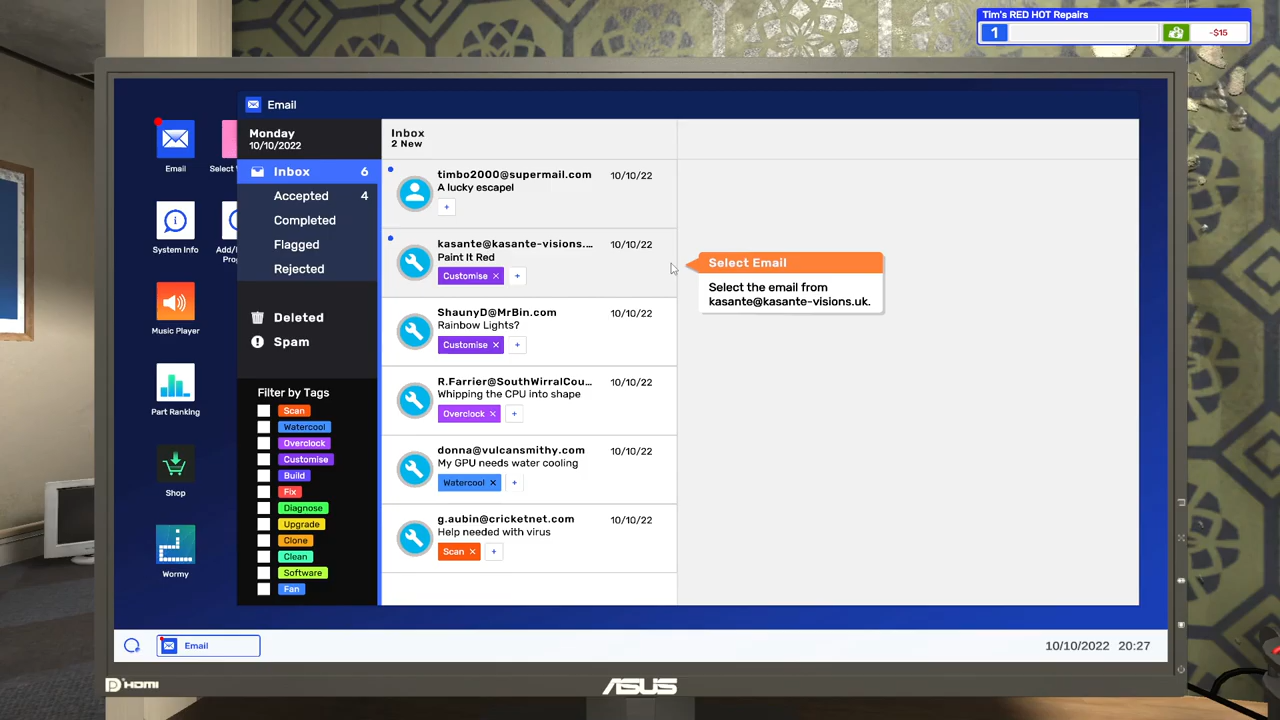 Tim's RED HOT Repairs
1
-$15
Email
Monday
10/10/2022
Inbox 6
Accepted 4
Completed
Flagged
Rejected
Deleted
Spam
Filter by Tags
Scan
Watercool
Overclock
Customise
Build
Fix
Diagnose
Upgrade
Clone
Clean
Software
Fan
Inbox
2 New
timbo2000@supermail.com 10/10/22
A lucky escape!
+
kasante@kasante-visions.... 10/10/22
Paint It Red
Customise × +
ShaunyD@MrBin.com 10/10/22
Rainbow Lights?
Customise × +
R.Farrier@SouthWirralCou... 10/10/22
Whipping the CPU into shape
Overclock × +
donna@vulcansmithy.com 10/10/22
My GPU needs water cooling
Watercool × +
g.aubin@cricketnet.com 10/10/22
Help needed with virus
Scan × +
Select Email
Select the email from
kasante@kasante-visions.uk.
Email
Select
System Info
Add/
Music Player
Part Ranking
Shop
Wormy
Email
10/10/2022 20:27
HDMI
ASUS